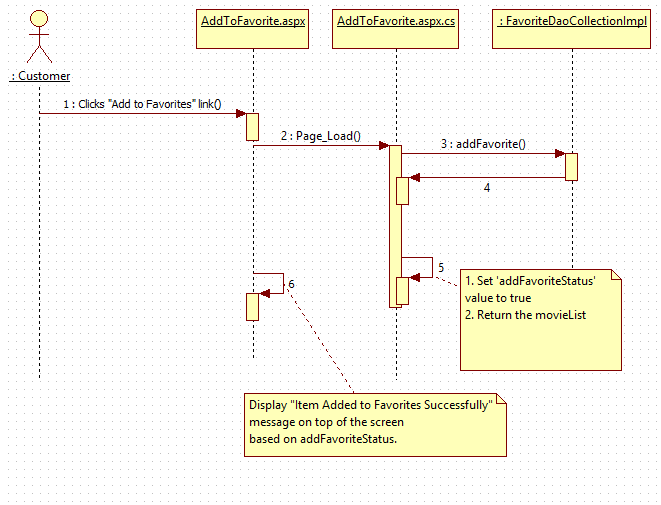 AddToFavorite.aspx
AddToFavorite.aspx.cs
: FavoriteDaoCollectionImpl
: Customer
1 : Clicks "Add to Favorites" link()
2 : Page_Load()
3 : addFavorite()
4
5
6
1. Set 'addFavoriteStatus'
value to true
2. Return the movieList
Display "Item Added to Favorites Successfully"
message on top of the screen
based on addFavoriteStatus.